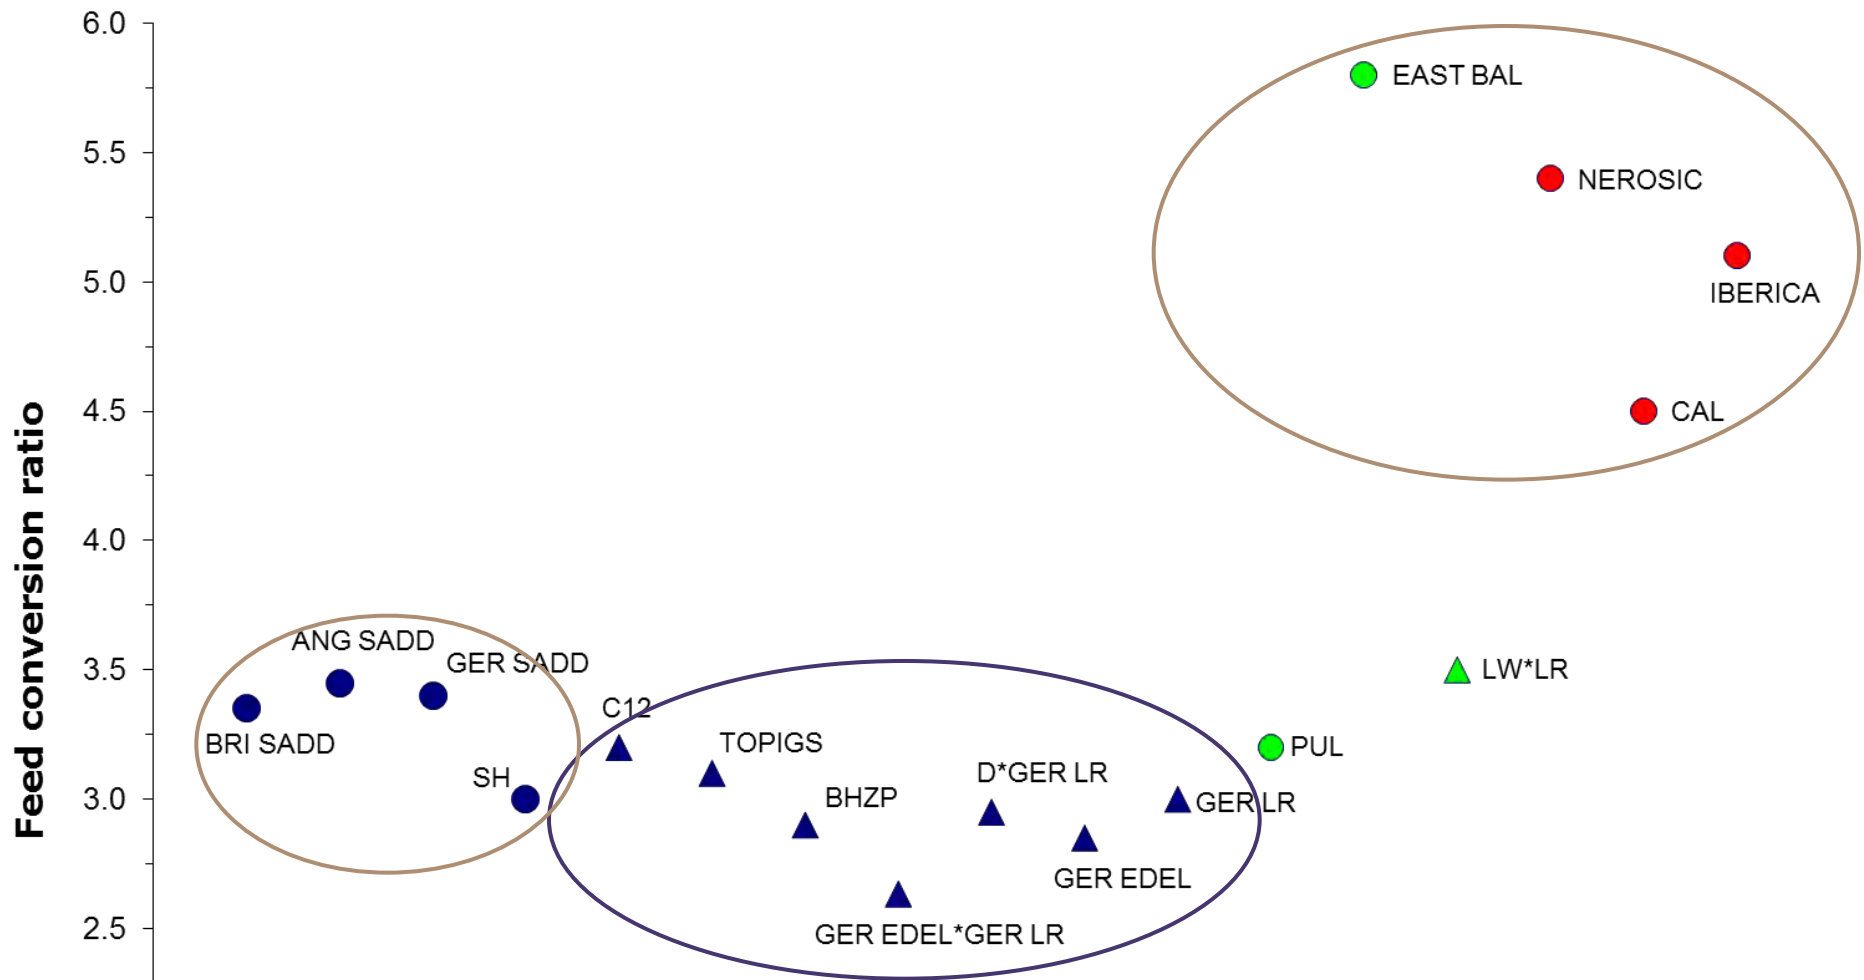 6.0
EAST BAL
5.5
NEROSIC
5.0
IBERICA
4.5
CAL
4.0
Feed conversion ratio
ANG SADD
GER SADD
3.5
LW*LR
C12
BRI SADD
TOPIGS
PUL
SH
D*GER LR
3.0
BHZP
GER LR
GER EDEL
2.5
GER EDEL*GER LR